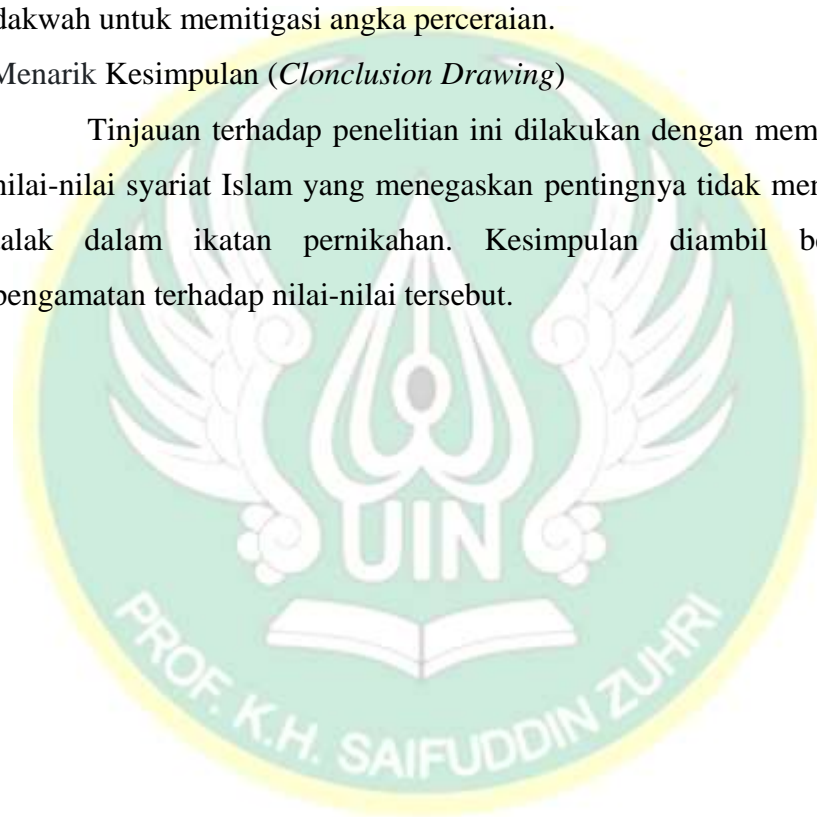 dakwah untuk memitigasi angka perceraian.
Menarik Kesimpulan (Clonclusion Drawing)
Tinjauan terhadap penelitian ini dilakukan dengan mem
nilai-nilai syariat Islam yang menegaskan pentingnya tidak men
talak dalam ikatan pernikahan. Kesimpulan diambil be
pengamatan terhadap nilai-nilai tersebut.
UIN
PROF. K.H. SAIFUDDIN ZUHRI